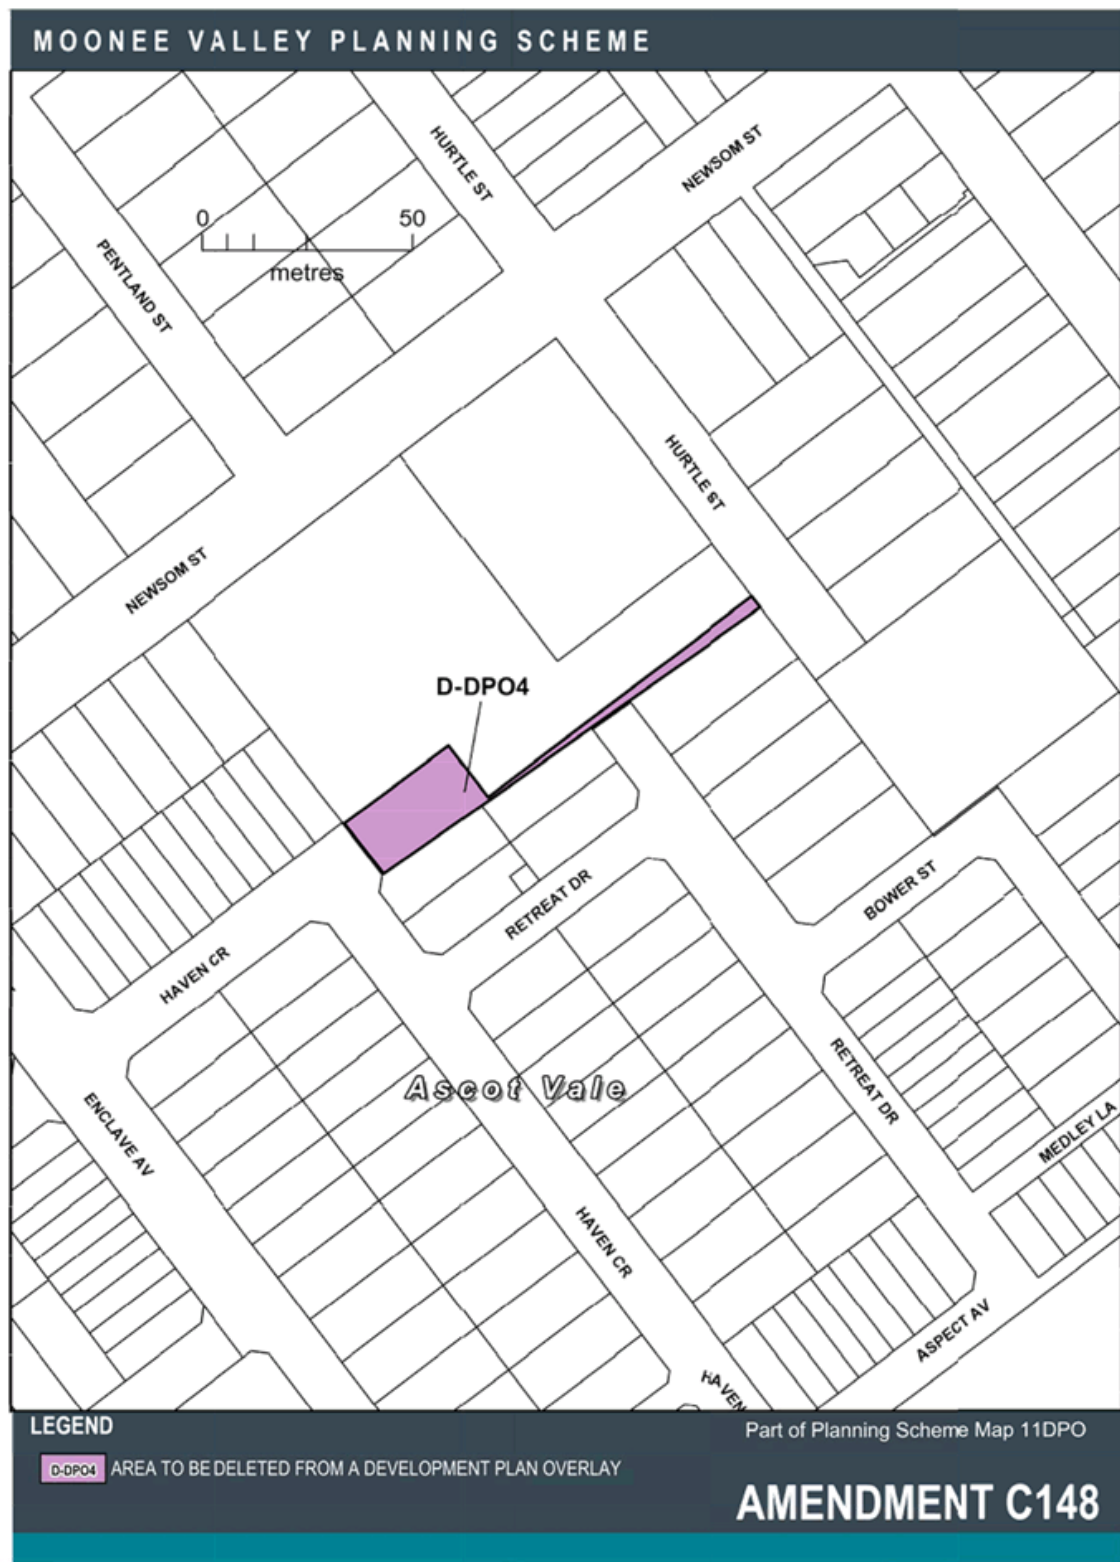 MOONEE VALLEY PLANNING SCHEME
HURTLE ST
NEWSOM ST
0 50
metres
PENTLAND ST
HURTLE ST
NEWSOM ST
D-DPO4
RETREAT DR
BOWER ST
HAVEN CR
RETREAT DR
Ascot Vale
ENCLAVE AV
MEDLEY LA
HAVEN CR
ASPECT AV
HAVEN
LEGEND
Part of Planning Scheme Map 11DPO
D-DPO4 AREA TO BE DELETED FROM A DEVELOPMENT PLAN OVERLAY
AMENDMENT C148